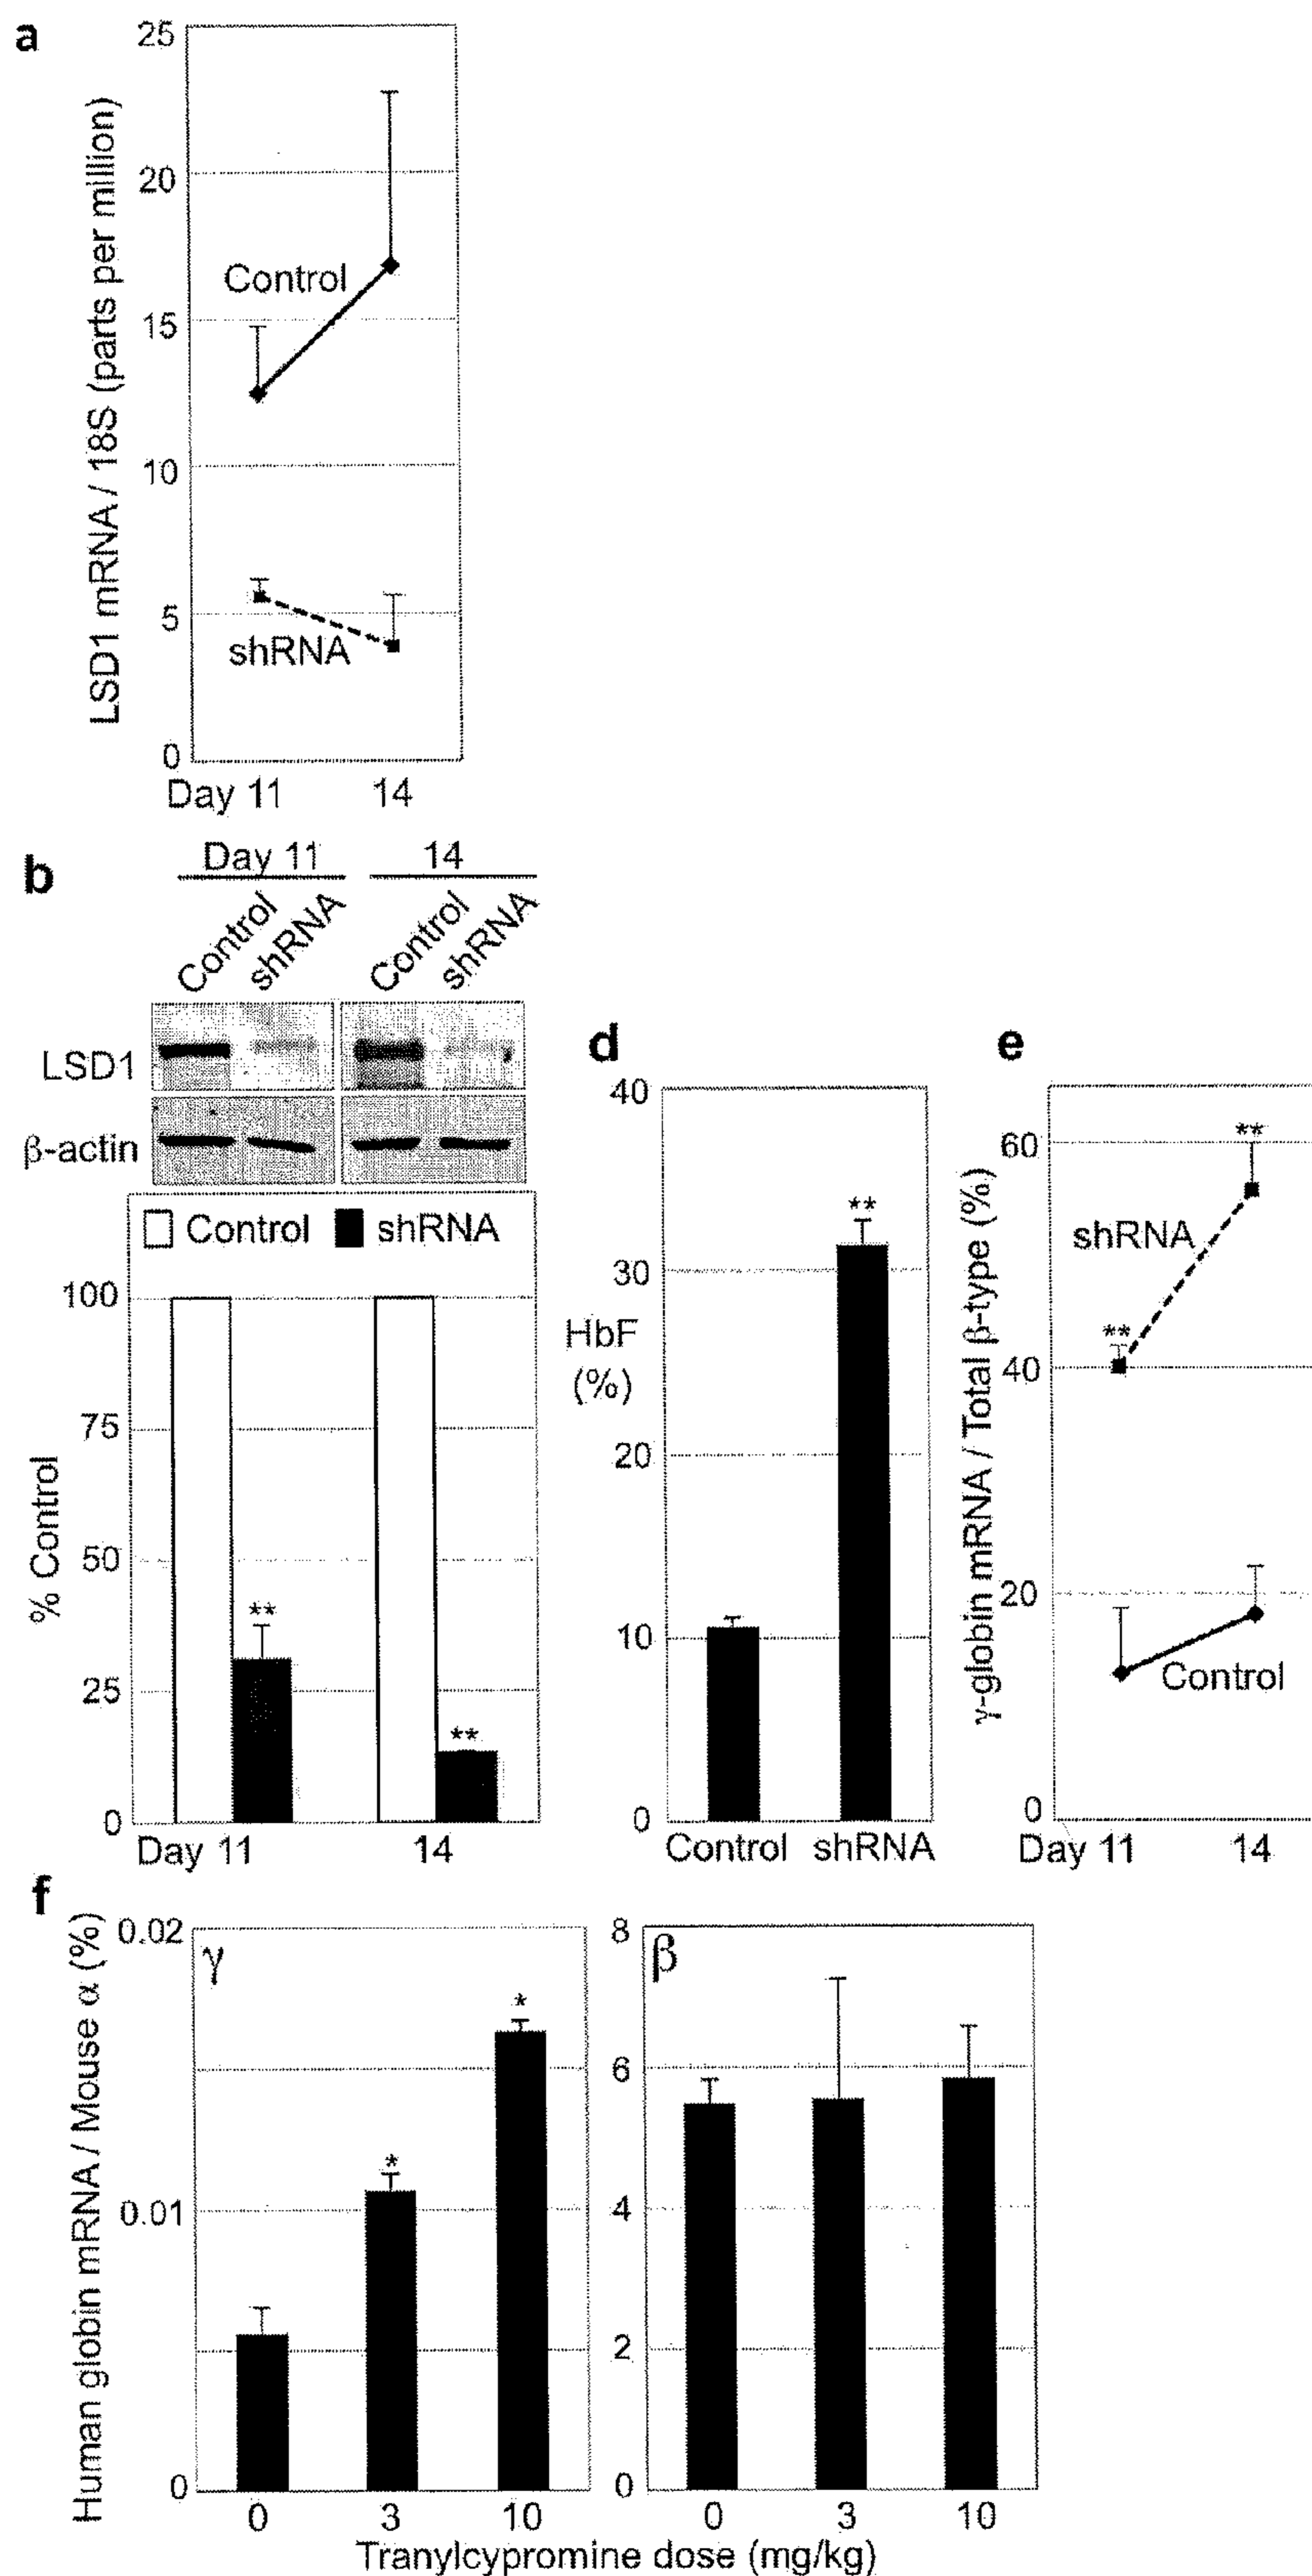 a
LSD1 mRNA / 18S (parts per million)
25
20
15
10
5
0
Control
shRNA
Day 11 14
b
Day 11 14
Control shRNA Control shRNA
LSD1
β-actin
Control shRNA
% Control
100
75
50
25
0
**
**
Day 11 14
d
HbF
(%)
40
30
20
10
0
**
Control shRNA
e
γ-globin mRNA / Total β-type (%)
60
40
20
0
**
shRNA
**
Control
Day 11 14
f
Human globin mRNA / Mouse α (%)
0.02
0.01
0
γ
*
*
0 3 10
8
6
4
2
0
β
0 3 10
Tranylcypromine dose (mg/kg)